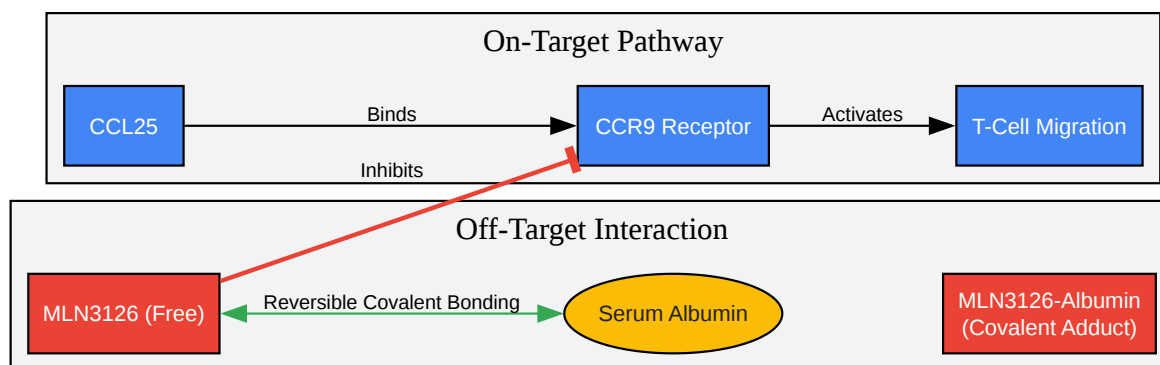 On-Target Pathway
CCL25
Binds
CCR9 Receptor
Activates
T-Cell Migration
Inhibits
Off-Target Interaction
MLN3126 (Free)
Reversible Covalent Bonding
Serum Albumin
MLN3126-Albumin
(Covalent Adduct)